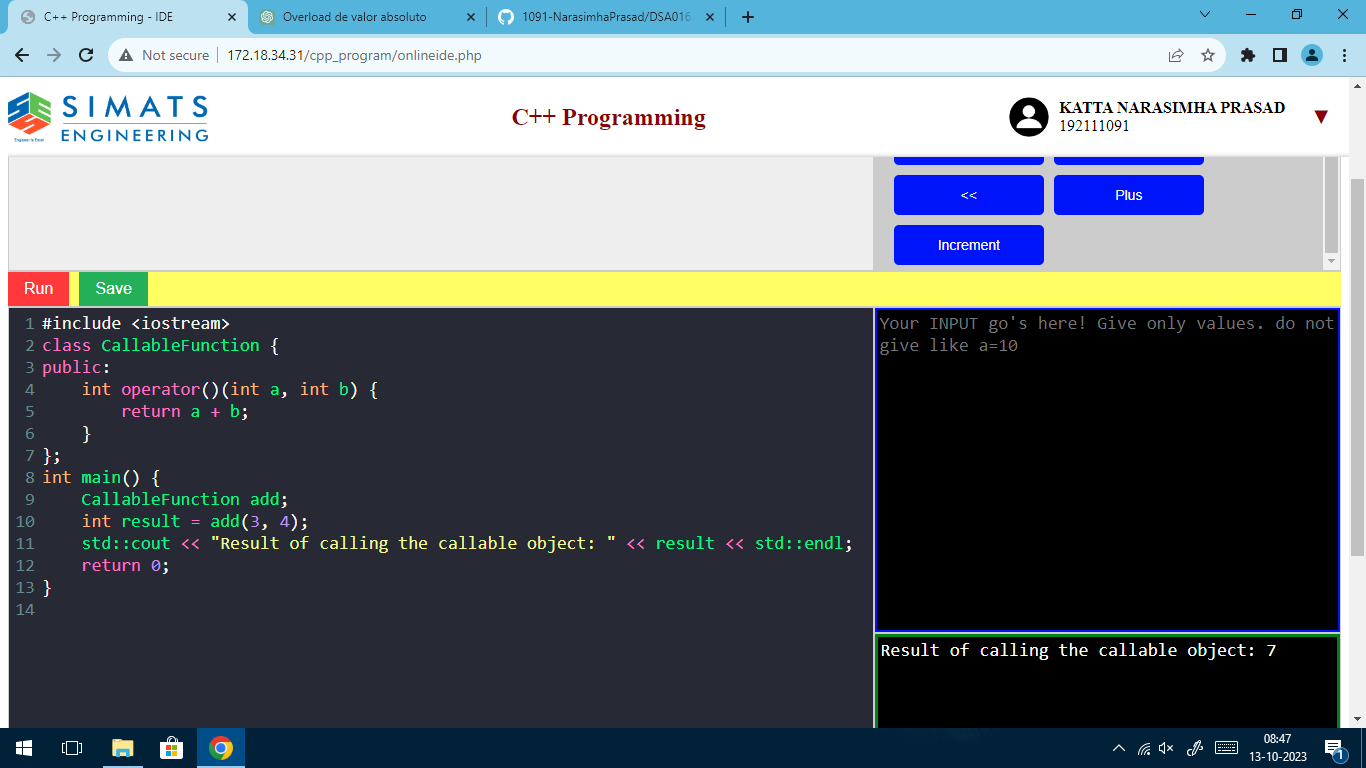 C++ Programming - IDE
Overload de valor absoluto
1091-NarasimhaPrasad/DSA016
Not secure
172.18.34.31/cpp_program/onlineide.php
SIMATS
ENGINEERING
Engineer to Excel
C++ Programming
KATTA NARASIMHA PRASAD
192111091
<<
Plus
Increment
Run
Save
1 #include <iostream>
2 class CallableFunction {
3 public:
4     int operator()(int a, int b) {
5         return a + b;
6     }
7 };
8 int main() {
9     CallableFunction add;
10     int result = add(3, 4);
11     std::cout << "Result of calling the callable object: " << result << std::endl;
12     return 0;
13 }
14
Your INPUT go's here! Give only values. do not
give like a=10
Result of calling the callable object: 7
08:47
13-10-2023
1